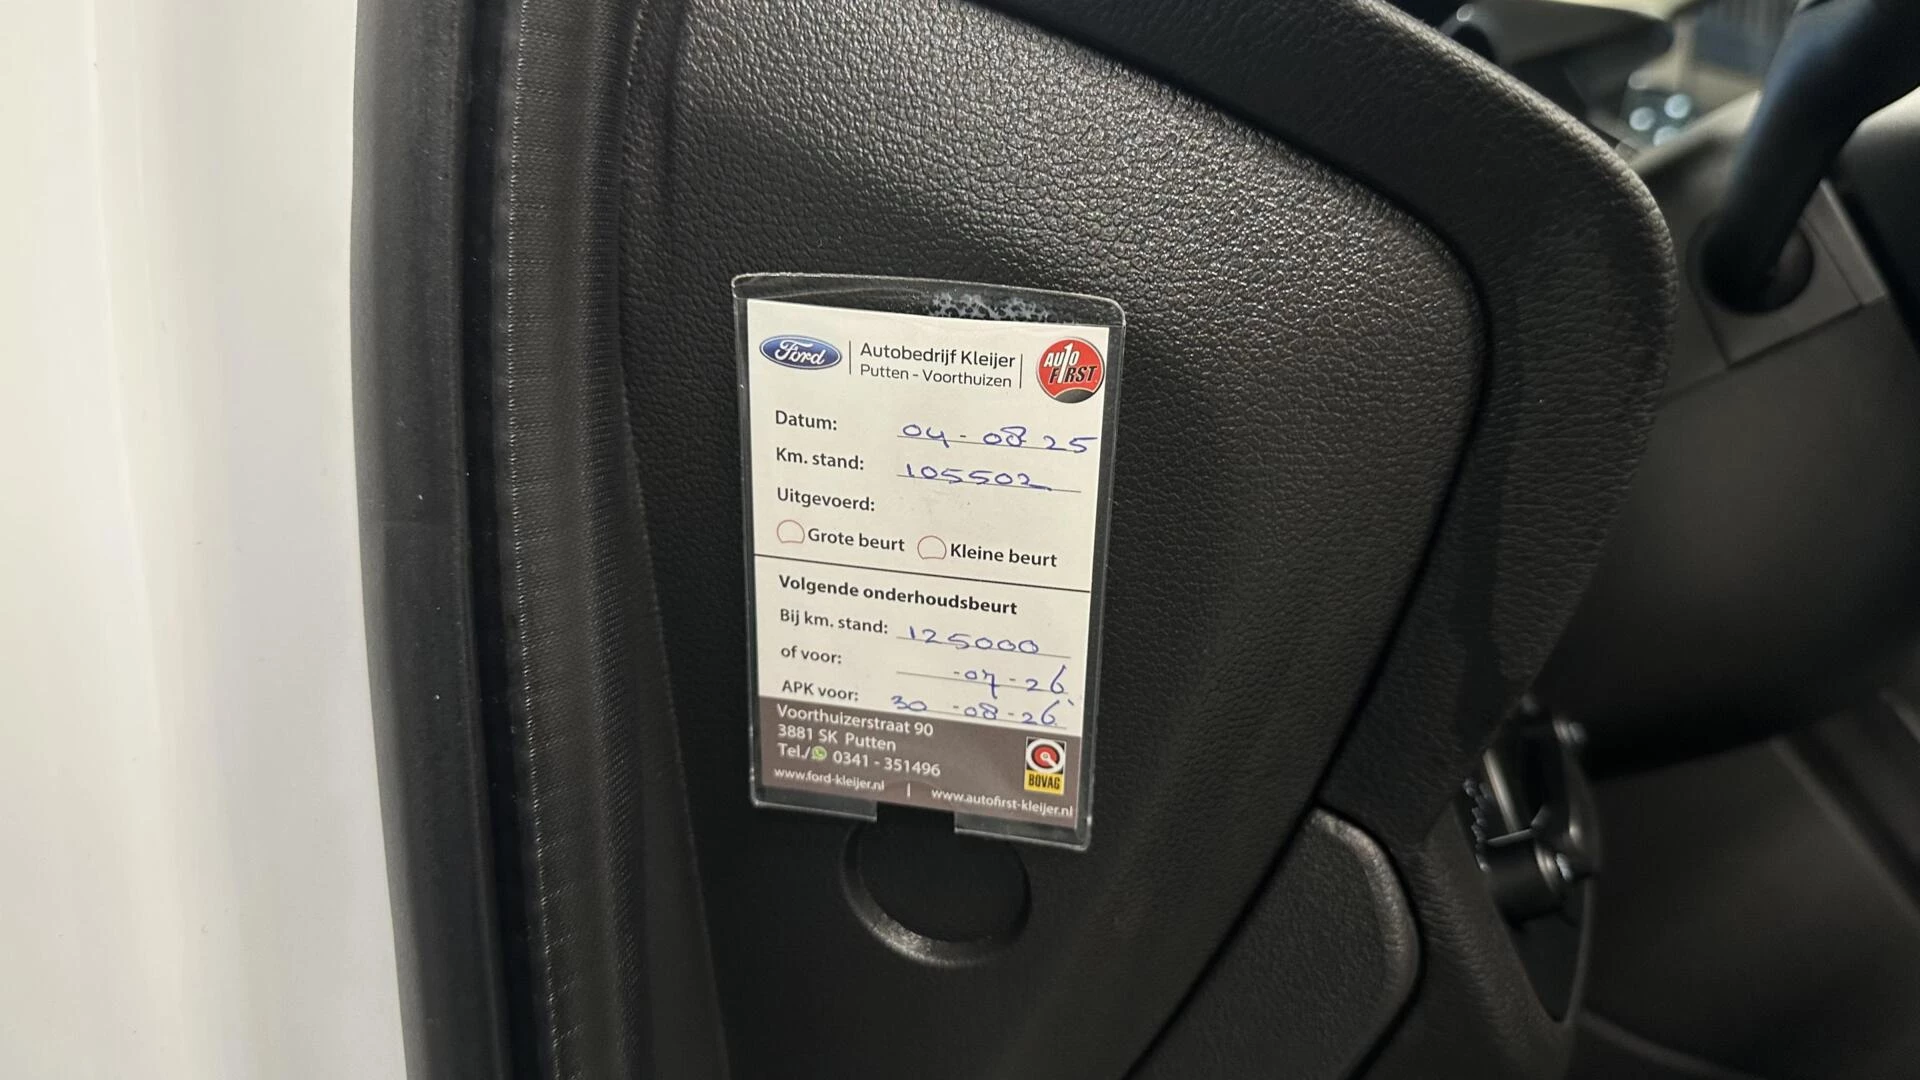 Ford
Autobedrijf Kleijer
Putten - Voorthuizen
AUTO
FIRST
Datum: 04 - 08 25
Km. stand: 105502
Uitgevoerd:
Grote beurt Kleine beurt
Volgende onderhoudsbeurt
Bij km. stand: 125000
of voor: -07-26
APK voor: 30 -08-26
Voorthuizerstraat 90
3881 SK Putten
Tel./ 0341 - 351496
www.ford-kleijer.nl | www.autofirst-kleijer.nl
BOVAG